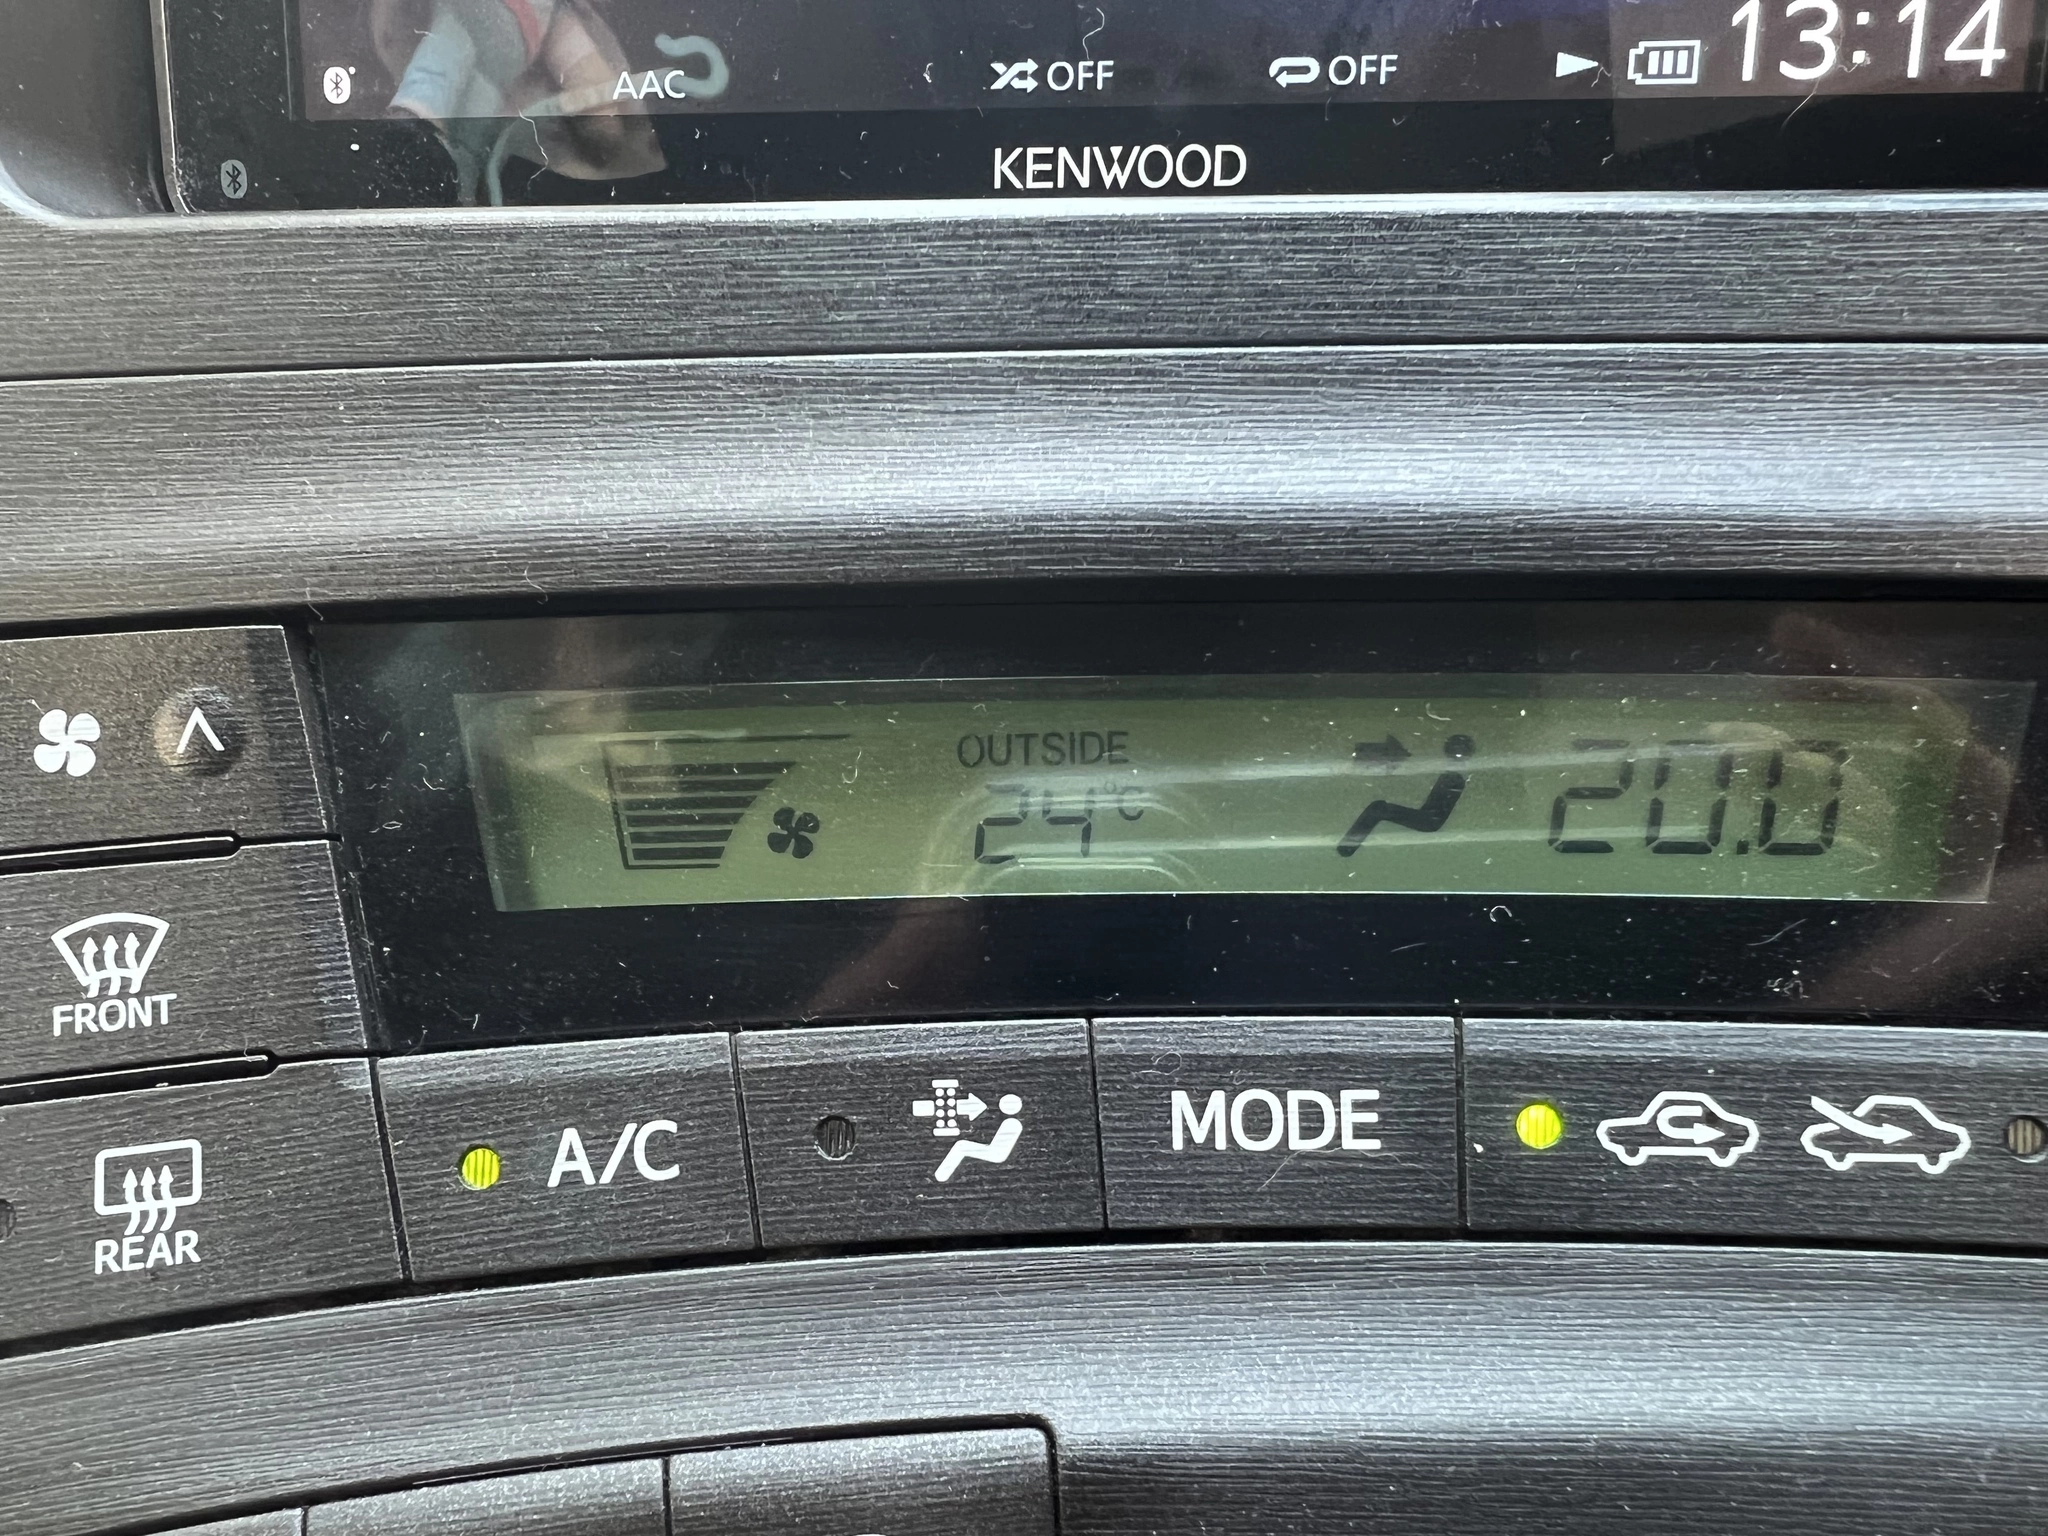 AAC OFF OFF 13:14
KENWOOD
OUTSIDE
24°C 20.0
FRONT
A/C MODE
REAR